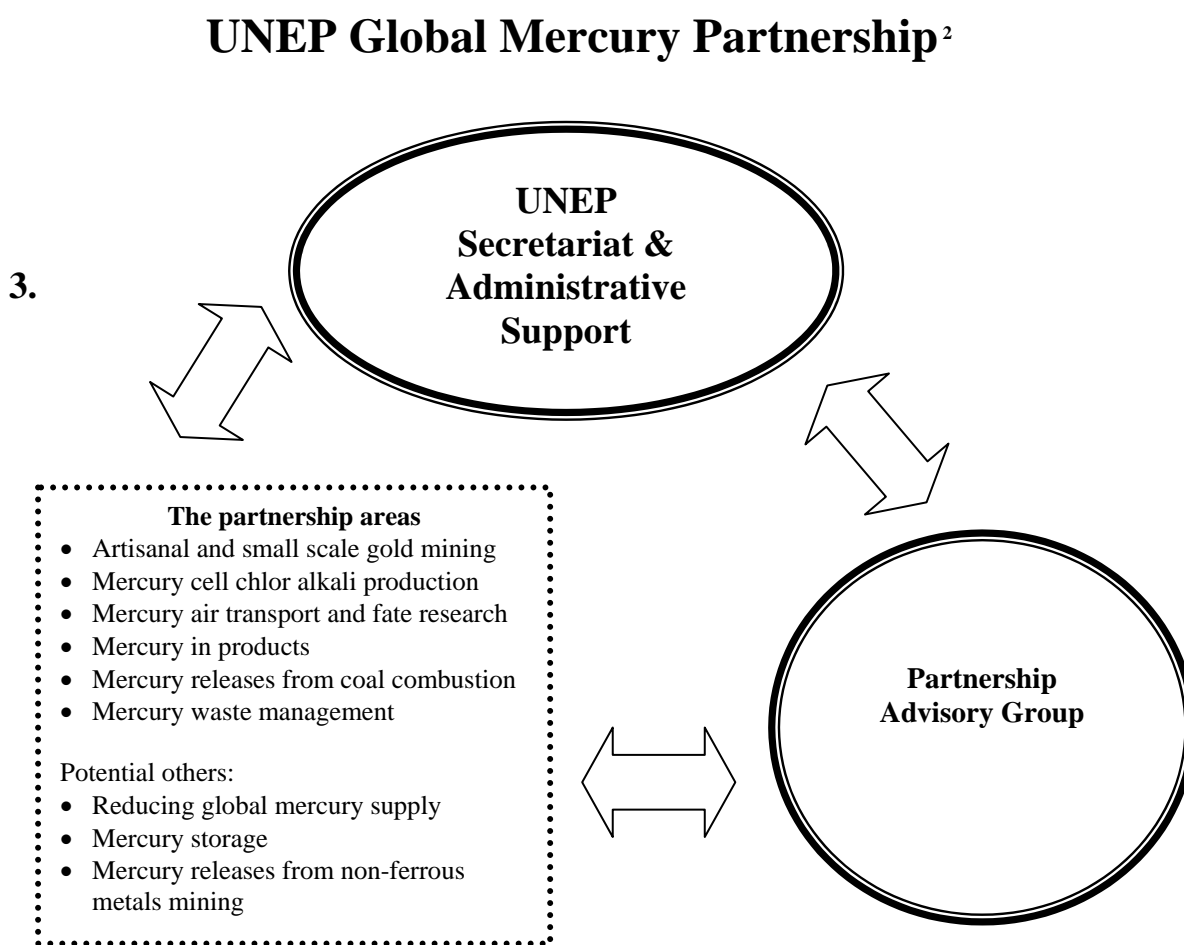 UNEP Global Mercury Partnership²
UNEP
Secretariat &
Administrative
Support
3.
The partnership areas
• Artisanal and small scale gold mining
• Mercury cell chlor alkali production
• Mercury air transport and fate research
• Mercury in products
• Mercury releases from coal combustion
• Mercury waste management
Potential others:
• Reducing global mercury supply
• Mercury storage
• Mercury releases from non-ferrous
metals mining
Partnership
Advisory Group